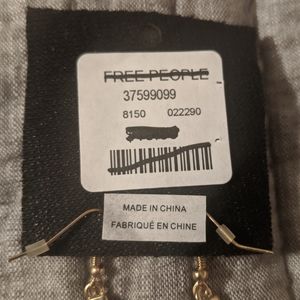 FREE PEOPLE
37599099
8150 022290
MADE IN CHINA
FABRIQUÉ EN CHINE